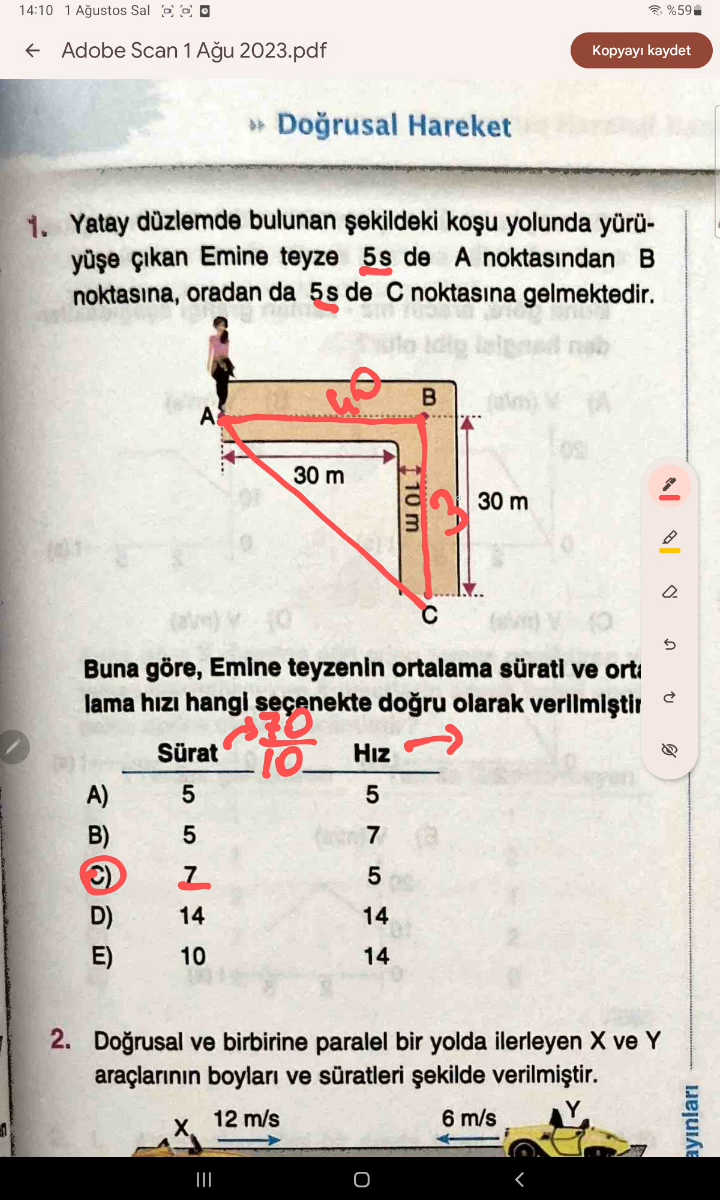 14:10 1 Ağustos Sal
%59
Adobe Scan 1 Ağu 2023.pdf
Kopyayı kaydet
Doğrusal Hareket
1. Yatay düzlemde bulunan şekildeki koşu yolunda yürü-
yüşe çıkan Emine teyze 5s de A noktasından B
noktasına, oradan da 5s de C noktasına gelmektedir.
40
A
B
30 m
10 m
3
30 m
C
Buna göre, Emine teyzenin ortalama sürati ve orta
lama hızı hangi seçenekte doğru olarak verilmiştir
70
10
Sürat Hız
A) 5 5
B) 5 7
C) 7 5
D) 14 14
E) 10 14
2. Doğrusal ve birbirine paralel bir yolda ilerleyen X ve Y
araçlarının boyları ve süratleri şekilde verilmiştir.
X 12 m/s 6 m/s Y
ayınları